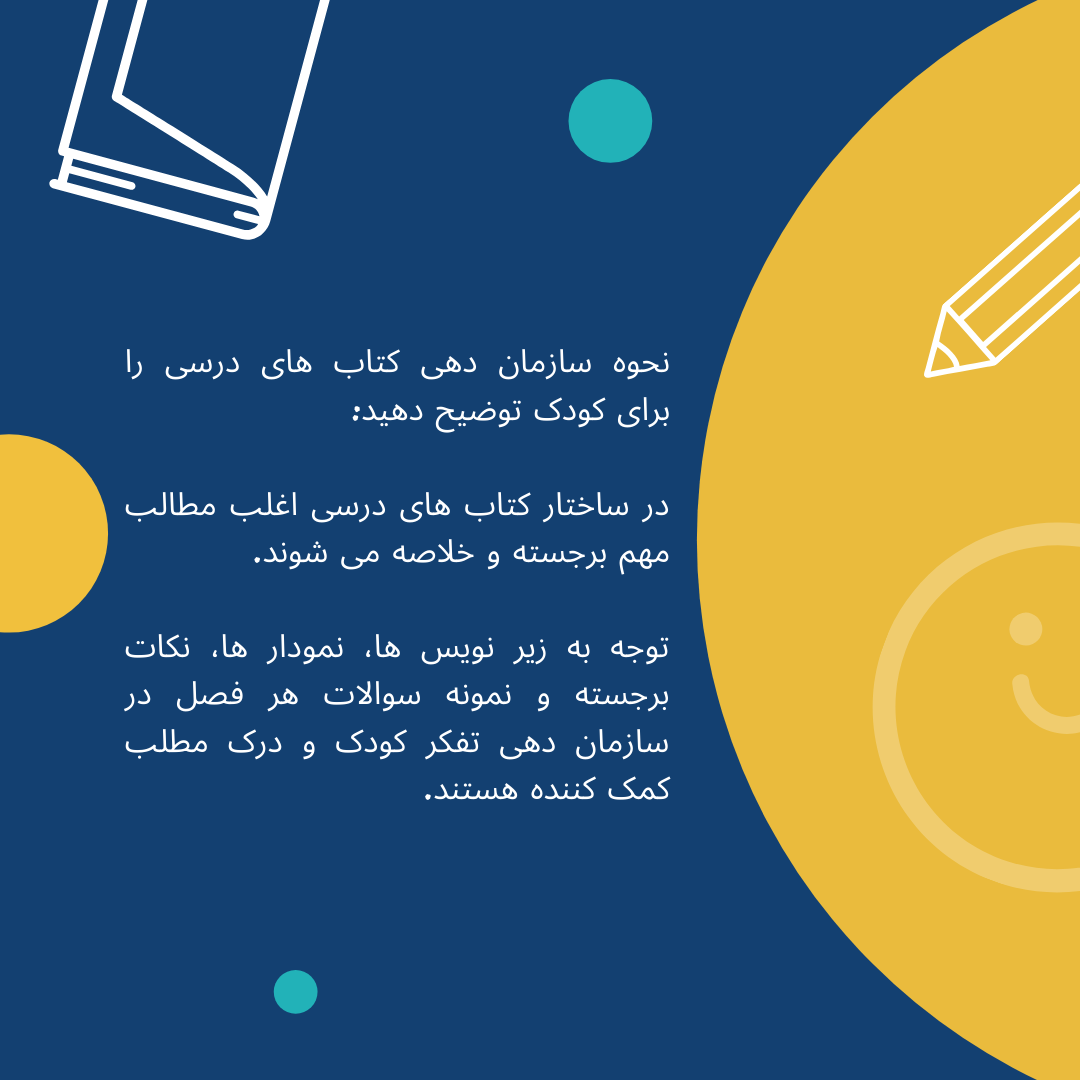 نحوه سازمان دهی کتاب های درسی را
برای کودک توضیح دهید:
در ساختار کتاب های درسی اغلب مطالب
مهم برجسته و خلاصه می شوند.
توجه به زیر نویس ها، نمودار ها، نکات
برجسته و نمونه سوالات هر فصل در
سازمان دهی تفکر کودک و درک مطلب
کمک کننده هستند.